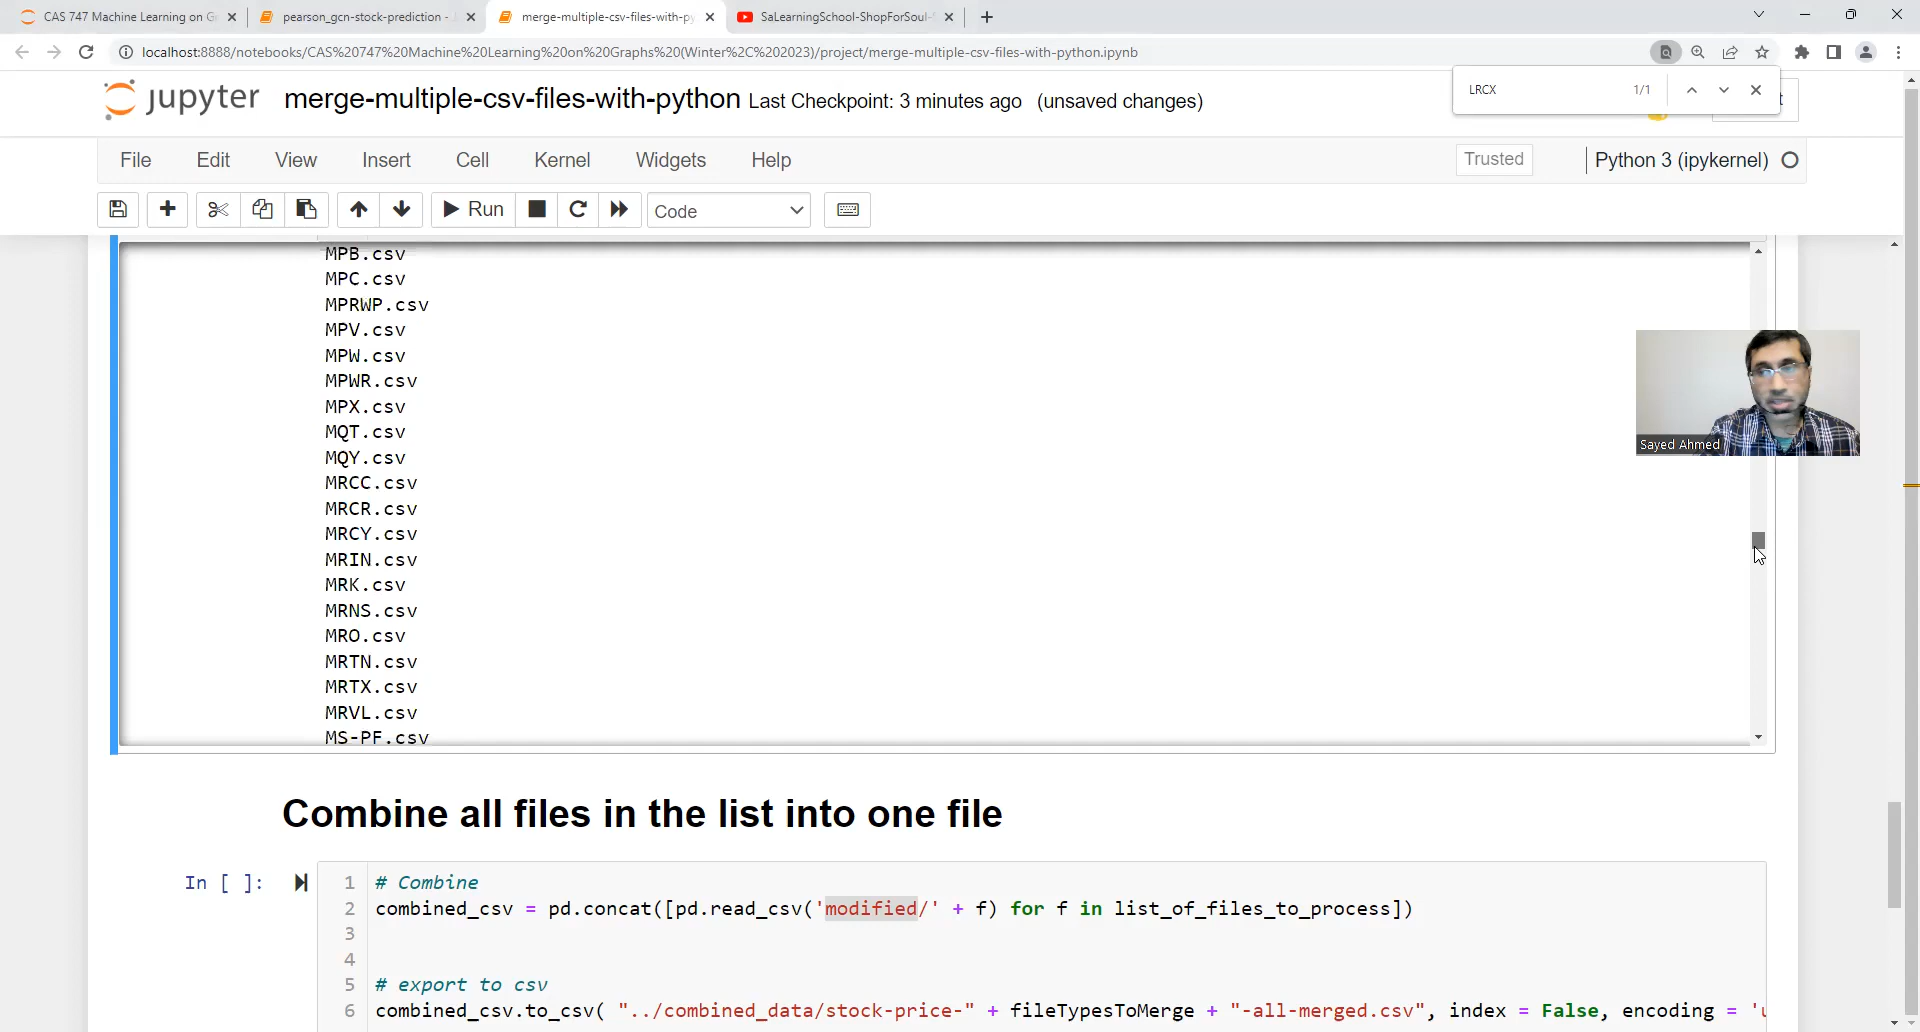 CAS 747 Machine Learning on G
pearson_gcn-stock-prediction -
merge-multiple-csv-files-with-py
SaLearningSchool-ShopForSoul-
localhost:8888/notebooks/CAS%20747%20Machine%20Learning%20on%20Graphs%20(Winter%2C%202023)/project/merge-multiple-csv-files-with-python.ipynb
LRCX 1/1
jupyter merge-multiple-csv-files-with-python Last Checkpoint: 3 minutes ago (unsaved changes)
File Edit View Insert Cell Kernel Widgets Help Trusted Python 3 (ipykernel)
Run Code
MPB.csv
MPC.csv
MPRWP.csv
MPV.csv
MPW.csv
MPWR.csv
MPX.csv
MQT.csv
MQY.csv
MRCC.csv
MRCR.csv
MRCY.csv
MRIN.csv
MRK.csv
MRNS.csv
MRO.csv
MRTN.csv
MRTX.csv
MRVL.csv
MS-PF.csv
Sayed Ahmed
Combine all files in the list into one file
In [ ]:
1 # Combine
2 combined_csv = pd.concat([pd.read_csv('modified/' + f) for f in list_of_files_to_process])
3
4
5 # export to csv
6 combined_csv.to_csv( "../combined_data/stock-price-" + fileTypesToMerge + "-all-merged.csv", index = False, encoding = 'u